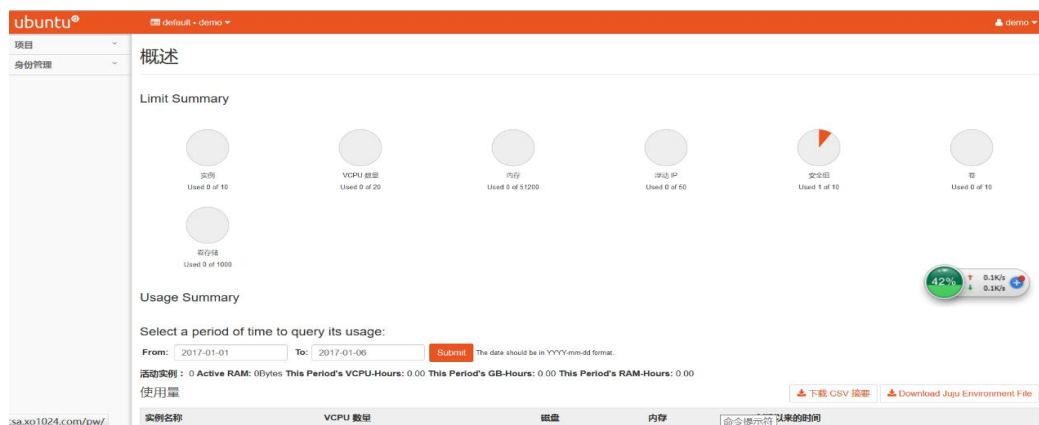 ubuntu®
default • demo
demo
项目
身份管理
概述
Limit Summary
实例
Used 0 of 10
VCPU 数量
Used 0 of 20
内存
Used 0 of 51200
浮动 IP
Used 0 of 50
安全组
Used 1 of 10
卷
Used 0 of 10
卷存储
Used 0 of 1000
42%
0.1K/s
0.1K/s
Usage Summary
Select a period of time to query its usage:
From: 2017-01-01 To: 2017-01-06 Submit The date should be in YYYY-mm-dd format.
活动实例： 0 Active RAM: 0Bytes This Period's VCPU-Hours: 0.00 This Period's GB-Hours: 0.00 This Period's RAM-Hours: 0.00
使用量
下载 CSV 摘要
Download Juju Environment File
实例名称 VCPU 数量 磁盘 内存 以来的时间
命令提示符
sa.xo1024.com/pw/